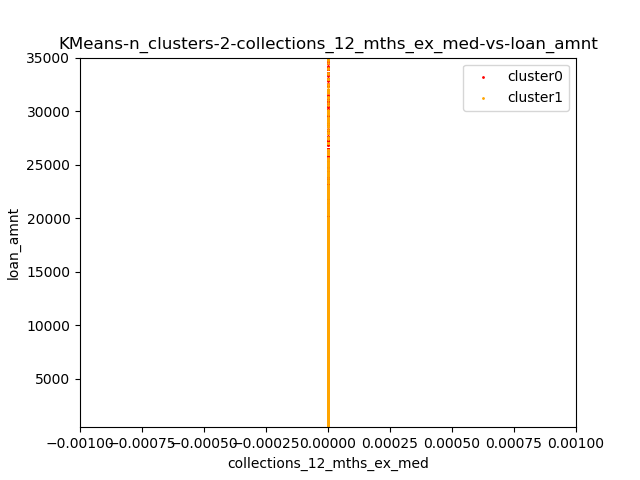 KMeans-n_clusters-2-collections_12_mths_ex_med-vs-loan_amnt
cluster0
cluster1
35000
30000
25000
20000
15000
10000
5000
loan_amnt
−0.00100 −0.00075 −0.00050 −0.00025 0.00000 0.00025 0.00050 0.00075 0.00100
collections_12_mths_ex_med